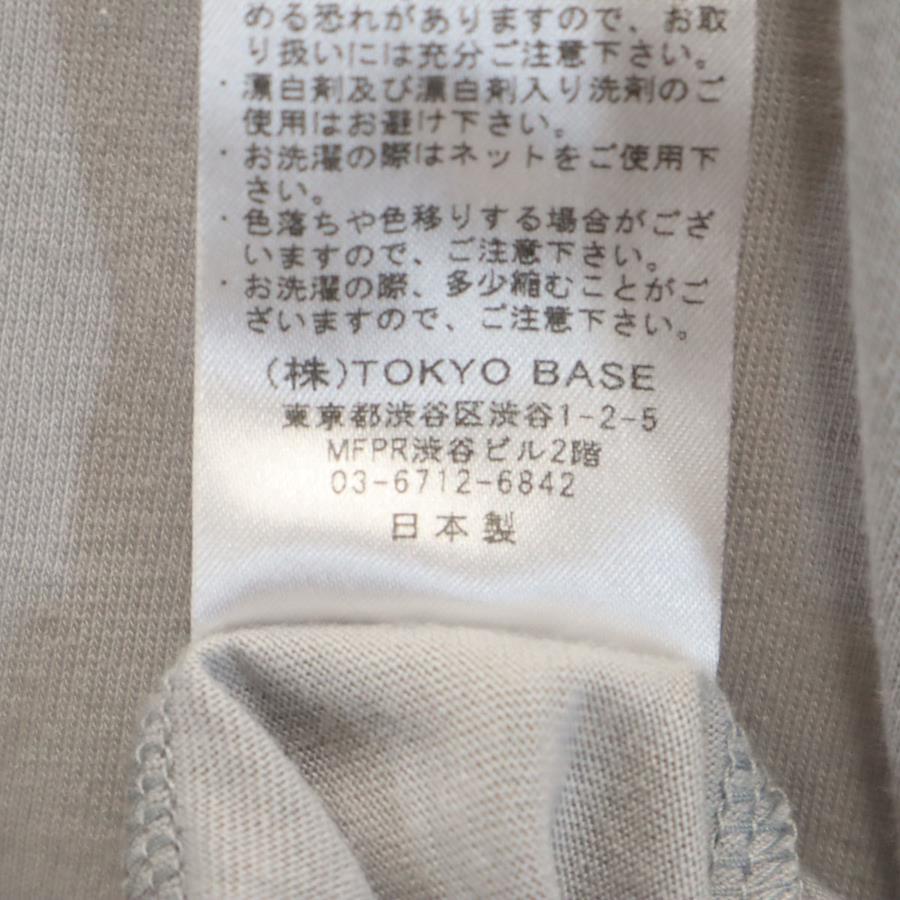 める恐れがありますので、お取
り扱いには充分ご注意下さい。
・漂白剤及び漂白剤入り洗剤のご
使用はお避け下さい。
・お洗濯の際はネットをご使用下
さい。
・色落ちや色移りする場合がござ
いますので、ご注意下さい。
・お洗濯の際、多少縮むことがご
ざいますので、ご注意下さい。
(株)TOKYO BASE
東京都渋谷区渋谷1-2-5
MFPR渋谷ビル2階
03-6712-6842
日本製